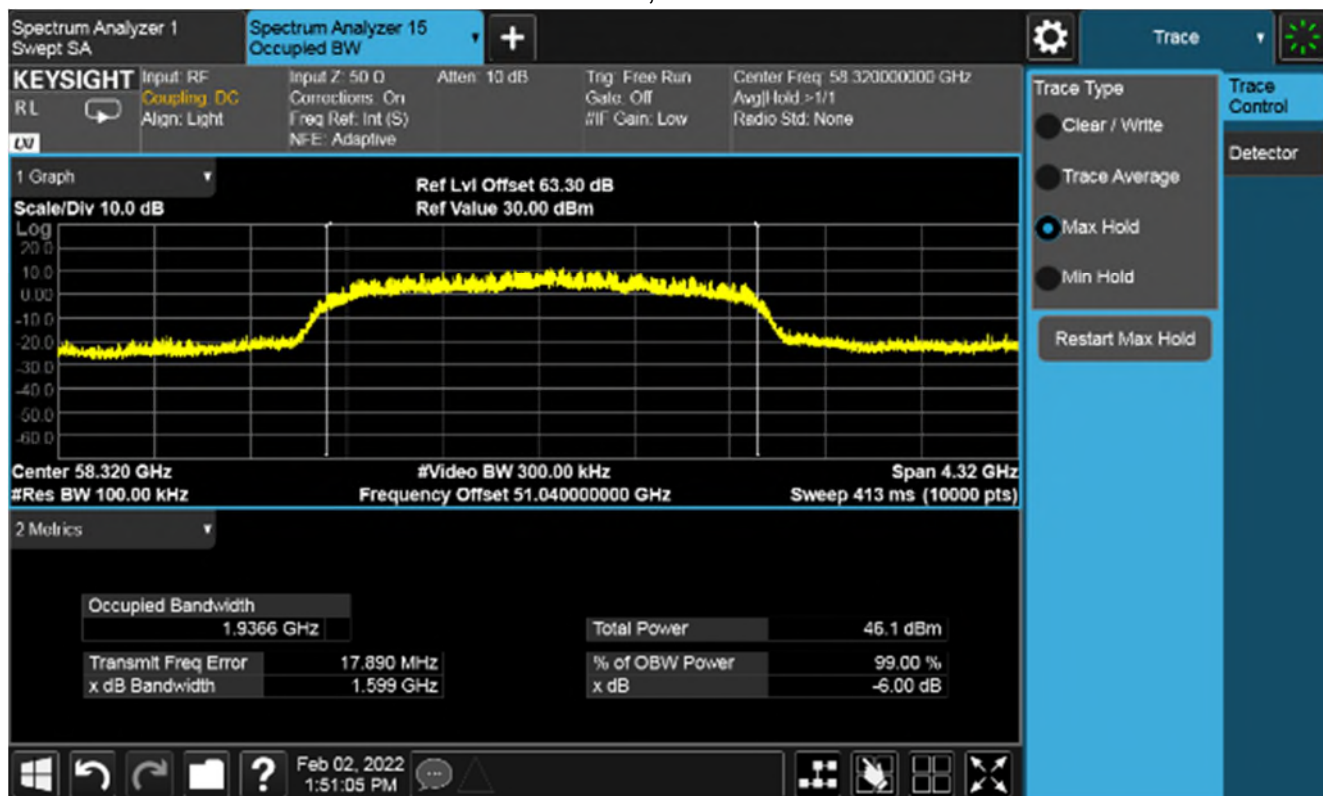 Spectrum Analyzer 1
Swept SA
Spectrum Analyzer 15
Occupied BW
+
Trace
KEYSIGHT
RL
LXI
Input: RF
Coupling: DC
Align: Light
Input Z: 50 Ω
Corrections: On
Freq Ref: Int (S)
NFE: Adaptive
Atten: 10 dB
Trig: Free Run
Gate: Off
#IF Gain: Low
Center Freq: 58.320000000 GHz
Avg|Hold:>1/1
Radio Std: None
Trace Type
Clear / Write
Trace Average
Max Hold
Min Hold
Restart Max Hold
Trace
Control
Detector
1 Graph
Scale/Div 10.0 dB
Ref Lvl Offset 63.30 dB
Ref Value 30.00 dBm
Log
20.0
10.0
0.00
-10.0
-20.0
-30.0
-40.0
-50.0
-60.0
Center 58.320 GHz
#Video BW 300.00 kHz
Span 4.32 GHz
#Res BW 100.00 kHz
Frequency Offset 51.040000000 GHz
Sweep 413 ms (10000 pts)
2 Metrics
Occupied Bandwidth
1.9366 GHz
Total Power 46.1 dBm
Transmit Freq Error 17.890 MHz
% of OBW Power 99.00 %
x dB Bandwidth 1.599 GHz
x dB -6.00 dB
?
Feb 02, 2022
1:51:05 PM